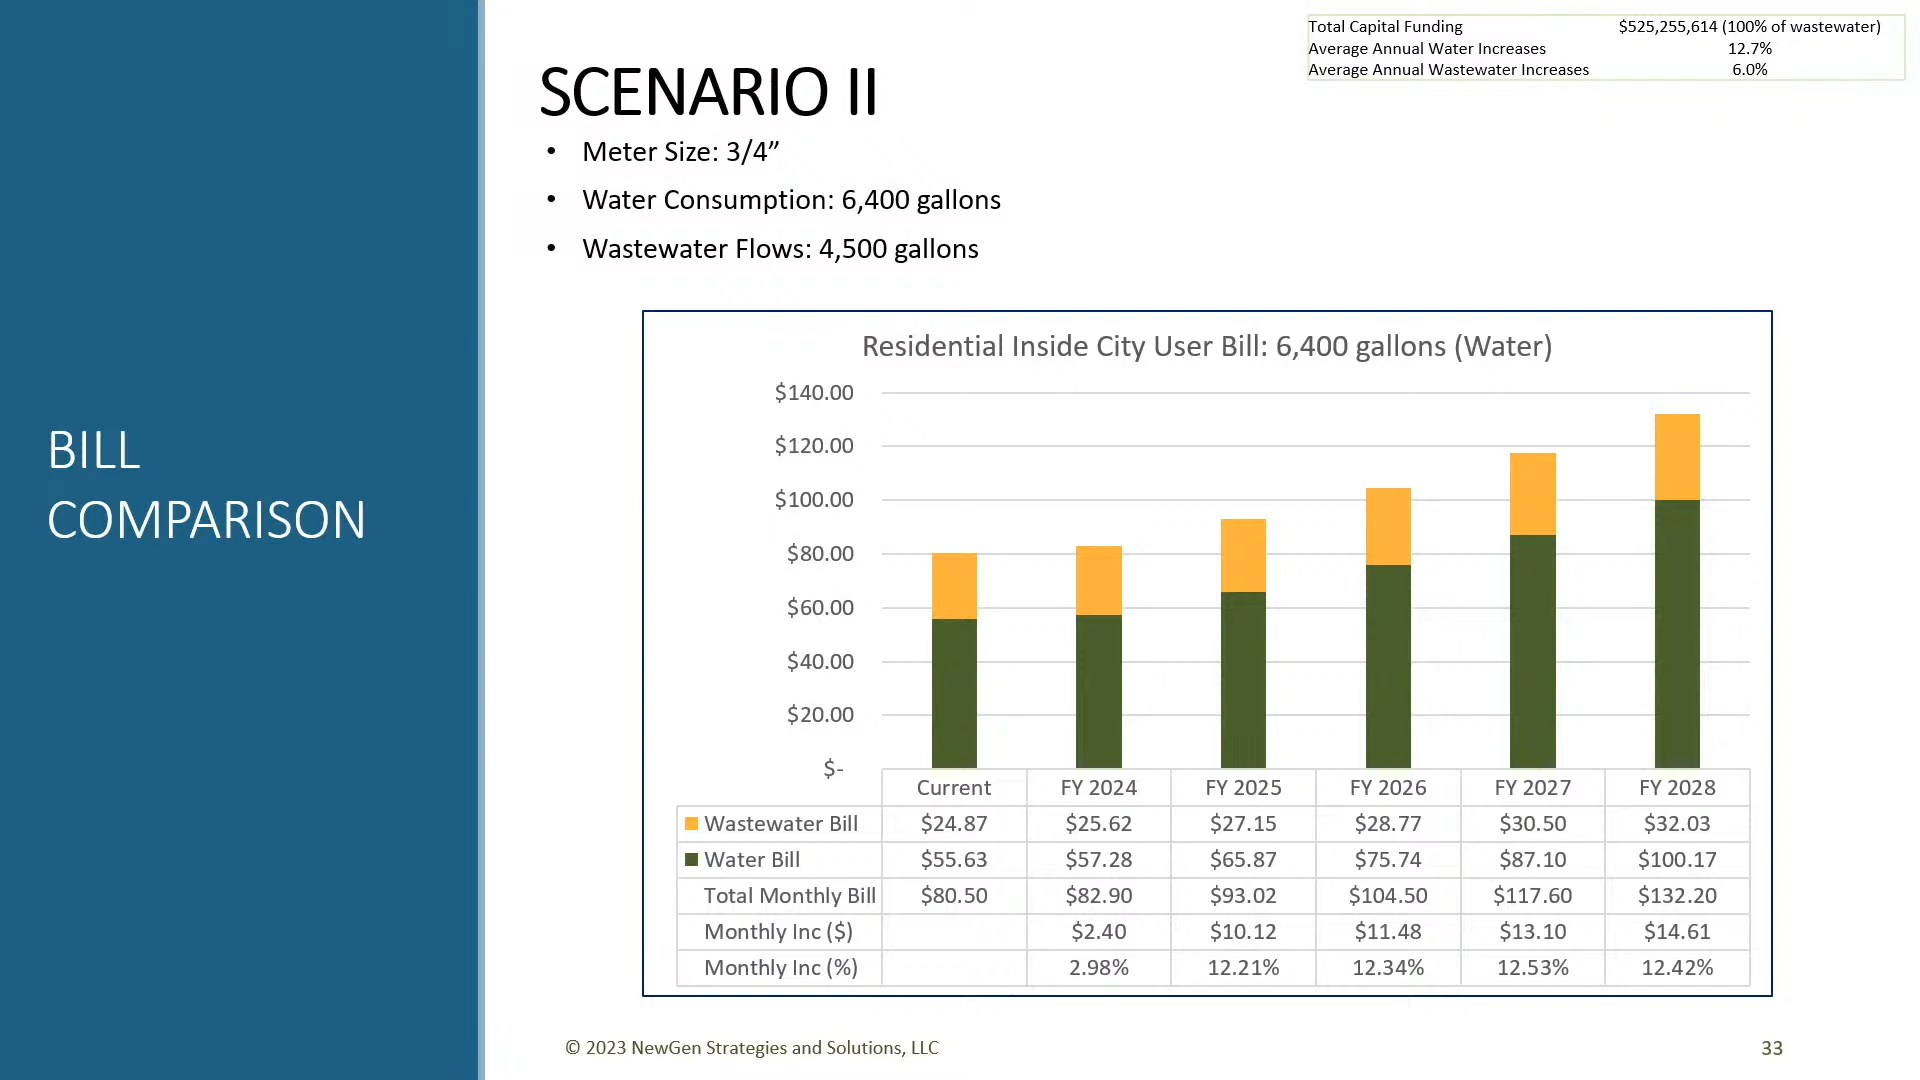 Total Capital Funding $525,255,614 (100% of wastewater)
Average Annual Water Increases 12.7%
Average Annual Wastewater Increases 6.0%
SCENARIO II
• Meter Size: 3/4”
• Water Consumption: 6,400 gallons
• Wastewater Flows: 4,500 gallons
BILL
COMPARISON
Residential Inside City User Bill: 6,400 gallons (Water)
$140.00
$120.00
$100.00
$80.00
$60.00
$40.00
$20.00
$-
Current FY 2024 FY 2025 FY 2026 FY 2027 FY 2028
Wastewater Bill $24.87 $25.62 $27.15 $28.77 $30.50 $32.03
Water Bill $55.63 $57.28 $65.87 $75.74 $87.10 $100.17
Total Monthly Bill $80.50 $82.90 $93.02 $104.50 $117.60 $132.20
Monthly Inc ($) $2.40 $10.12 $11.48 $13.10 $14.61
Monthly Inc (%) 2.98% 12.21% 12.34% 12.53% 12.42%
© 2023 NewGen Strategies and Solutions, LLC
33